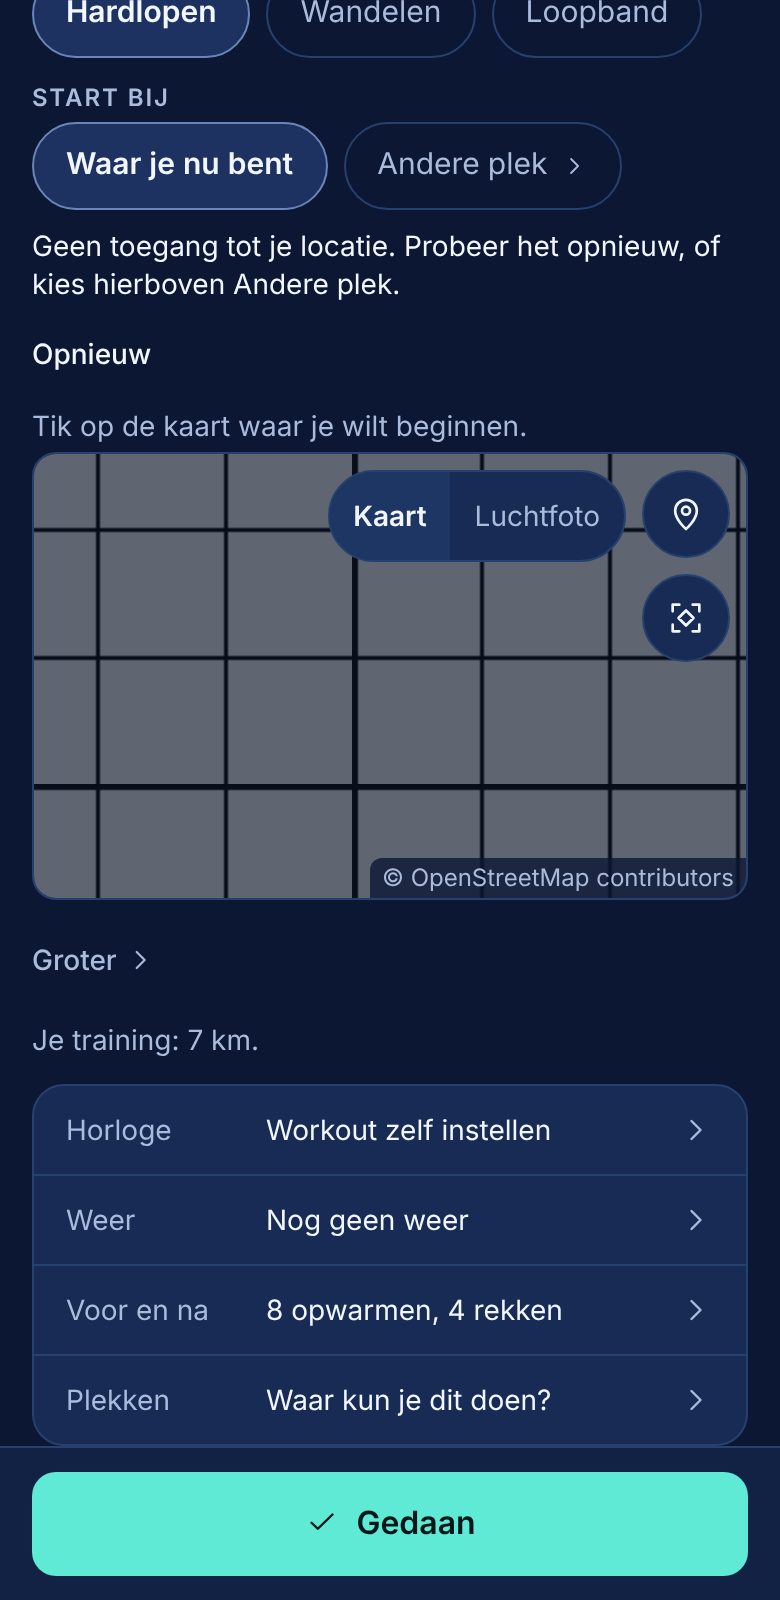 Hardlopen
Wandelen
Loopband
START BIJ
Waar je nu bent
Andere plek
Geen toegang tot je locatie. Probeer het opnieuw, of
kies hierboven Andere plek.
Opnieuw
Tik op de kaart waar je wilt beginnen.
Kaart
Luchtfoto
© OpenStreetMap contributors
Groter
Je training: 7 km.
Horloge
Workout zelf instellen
Weer
Nog geen weer
Voor en na
8 opwarmen, 4 rekken
Plekken
Waar kun je dit doen?
Gedaan